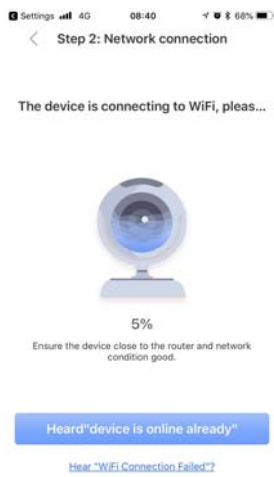 Settings 4G 08:40 68%
Step 2: Network connection
The device is connecting to WiFi, pleas...
5%
Ensure the device close to the router and network
condition good.
Heard"device is online already"
Hear "WiFi Connection Failed"?